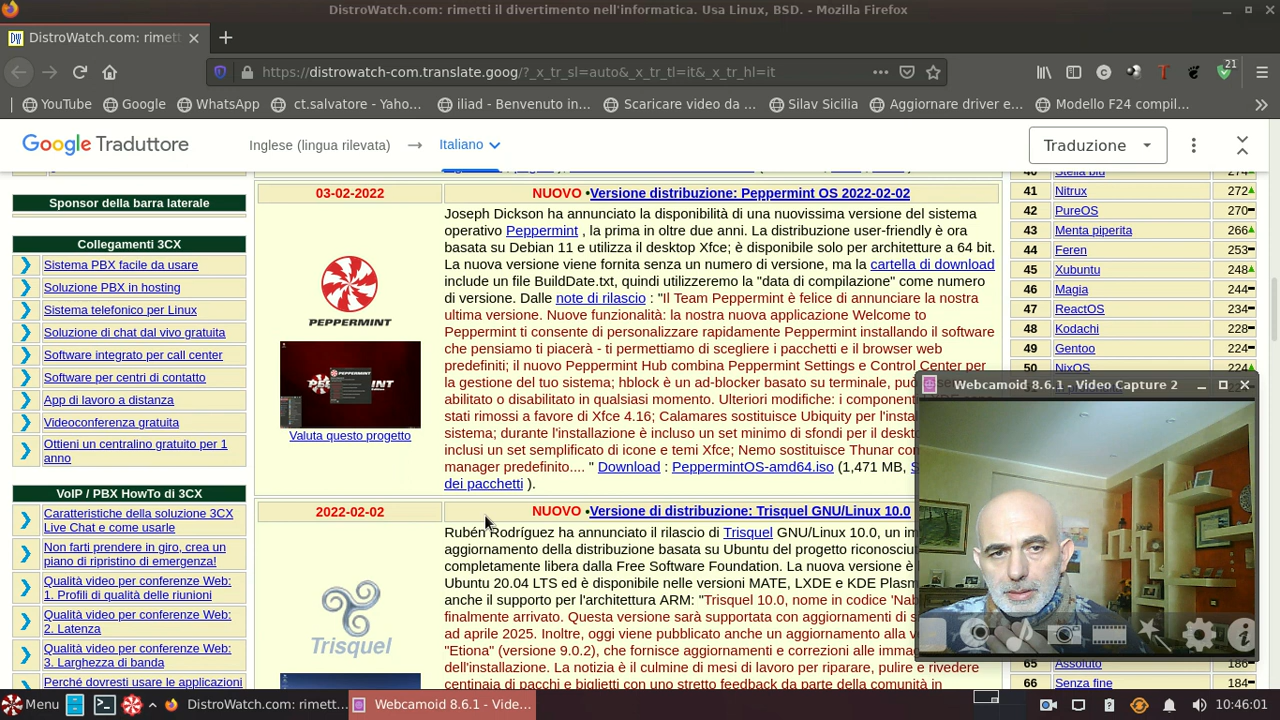 DistroWatch.com: rimetti il divertimento nell'informatica. Usa Linux, BSD. - Mozilla Firefox
DistroWatch.com: rimett
https://distrowatch-com.translate.goog/?_x_tr_sl=auto&_x_tr_tl=it&_x_tr_hl=it
21
YouTube
Google
WhatsApp
ct.salvatore - Yaho…
iliad - Benvenuto in…
Scaricare video da …
Silav Sicilia
Aggiornare driver e…
Modello F24 compil…
Google Traduttore
Inglese (lingua rilevata)
Italiano
Traduzione
Sponsor della barra laterale
Collegamenti 3CX
Sistema PBX facile da usare
Soluzione PBX in hosting
Sistema telefonico per Linux
Soluzione di chat dal vivo gratuita
Software integrato per call center
Software per centri di contatto
App di lavoro a distanza
Videoconferenza gratuita
Ottieni un centralino gratuito per 1
anno
VoIP / PBX HowTo di 3CX
Caratteristiche della soluzione 3CX
Live Chat e come usarle
Non farti prendere in giro, crea un
piano di ripristino di emergenza!
Qualità video per conferenze Web:
1. Profili di qualità delle riunioni
Qualità video per conferenze Web:
2. Latenza
Qualità video per conferenze Web:
3. Larghezza di banda
Perché dovresti usare le applicazioni
03-02-2022
NUOVO •Versione distribuzione: Peppermint OS 2022-02-02
PEPPERMINT
Valuta questo progetto
Joseph Dickson ha annunciato la disponibilità di una nuovissima versione del sistema
operativo Peppermint , la prima in oltre due anni. La distribuzione user-friendly è ora
basata su Debian 11 e utilizza il desktop Xfce; è disponibile solo per architetture a 64 bit.
La nuova versione viene fornita senza un numero di versione, ma la cartella di download
include un file BuildDate.txt, quindi utilizzeremo la "data di compilazione" come numero
di versione. Dalle note di rilascio : "Il Team Peppermint è felice di annunciare la nostra
ultima versione. Nuove funzionalità: la nostra nuova applicazione Welcome to
Peppermint ti consente di personalizzare rapidamente Peppermint installando il software
che pensiamo ti piacerà - ti permettiamo di scegliere i pacchetti e il browser web
predefiniti; il nuovo Peppermint Hub combina Peppermint Settings e Control Center per
la gestione del tuo sistema; hblock è un ad-blocker basato su terminale, può
abilitato o disabilitato in qualsiasi momento. Ulteriori modifiche: i component
stati rimossi a favore di Xfce 4.16; Calamares sostituisce Ubiquity per l'insta
sistema; durante l'installazione è incluso un set minimo di sfondi per il deskto
inclusi un set semplificato di icone e temi Xfce; Nemo sostituisce Thunar com
manager predefinito.... " Download : PeppermintOS-amd64.iso (1,471 MB, S
dei pacchetti ).
2022-02-02
NUOVO •Versione di distribuzione: Trisquel GNU/Linux 10.0
Trisquel
Rubén Rodríguez ha annunciato il rilascio di Trisquel GNU/Linux 10.0, un im
aggiornamento della distribuzione basata su Ubuntu del progetto riconosciu
completamente libera dalla Free Software Foundation. La nuova versione è
Ubuntu 20.04 LTS ed è disponibile nelle versioni MATE, LXDE e KDE Plasm
anche il supporto per l'architettura ARM: "Trisquel 10.0, nome in codice 'Nab
finalmente arrivato. Questa versione sarà supportata con aggiornamenti di s
ad aprile 2025. Inoltre, oggi viene pubblicato anche un aggiornamento alla v
"Etiona" (versione 9.0.2), che fornisce aggiornamenti e correzioni alle imma
dell'installazione. La notizia è il culmine di mesi di lavoro per riparare, pulire e rivedere
centinaia di pacchetti e biglietti con uno stretto feedback da parte della comunità in
40 Stella blu 274
41 Nitrux 272
42 PureOS 270
43 Menta piperita 266
44 Feren 253
45 Xubuntu 248
46 Magia 244
47 ReactOS 234
48 Kodachi 228
49 Gentoo 224
50 NixOS 224
Webcamoid 8.6.1 - Video Capture 2
65 Assoluto 186
66 Senza fine 184
Menu
DistroWatch.com: rimett…
Webcamoid 8.6.1 - Vide…
10:46:01